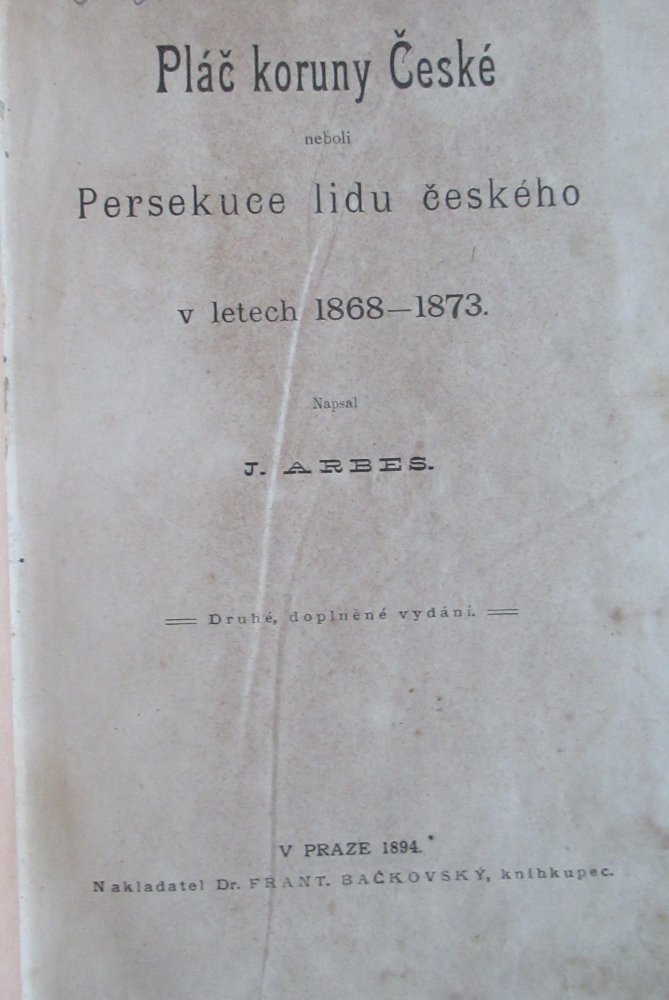 Pláč koruny České
neboli
Persekuce lidu českého
v letech 1868—1873.
Napsal
J. ARBES.
Druhé, doplněné vydání.
V PRAZE 1894.
Nakladatel Dr. FRANT. BAČKOVSKÝ, knihkupec.